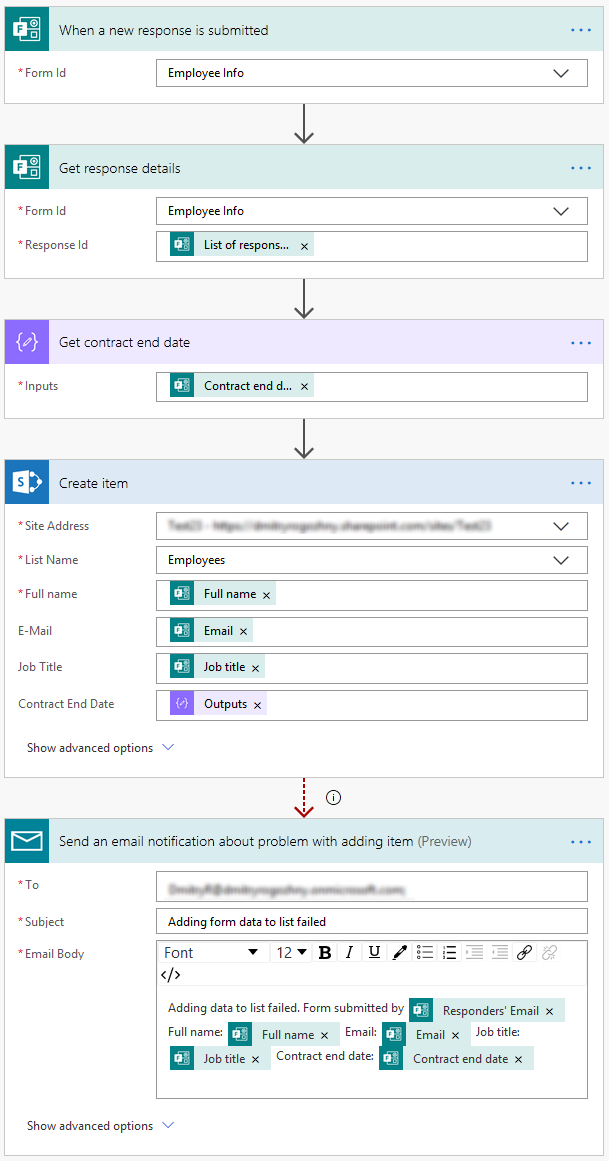 When a new response is submitted ...
* Form Id Employee Info
Get response details ...
* Form Id Employee Info
* Response Id List of respons... ×
Get contract end date ...
* Inputs Contract end d... ×
Create item ...
* Site Address
* List Name Employees
* Full name Full name ×
E-Mail Email ×
Job Title Job title ×
Contract End Date Outputs ×
Show advanced options
Send an email notification about problem with adding item (Preview) ...
* To
* Subject Adding form data to list failed
* Email Body Font 12 B I U
</>
Adding data to list failed. Form submitted by Responders' Email ×
Full name: Full name × Email: Email × Job title:
Job title × Contract end date: Contract end date ×
Show advanced options